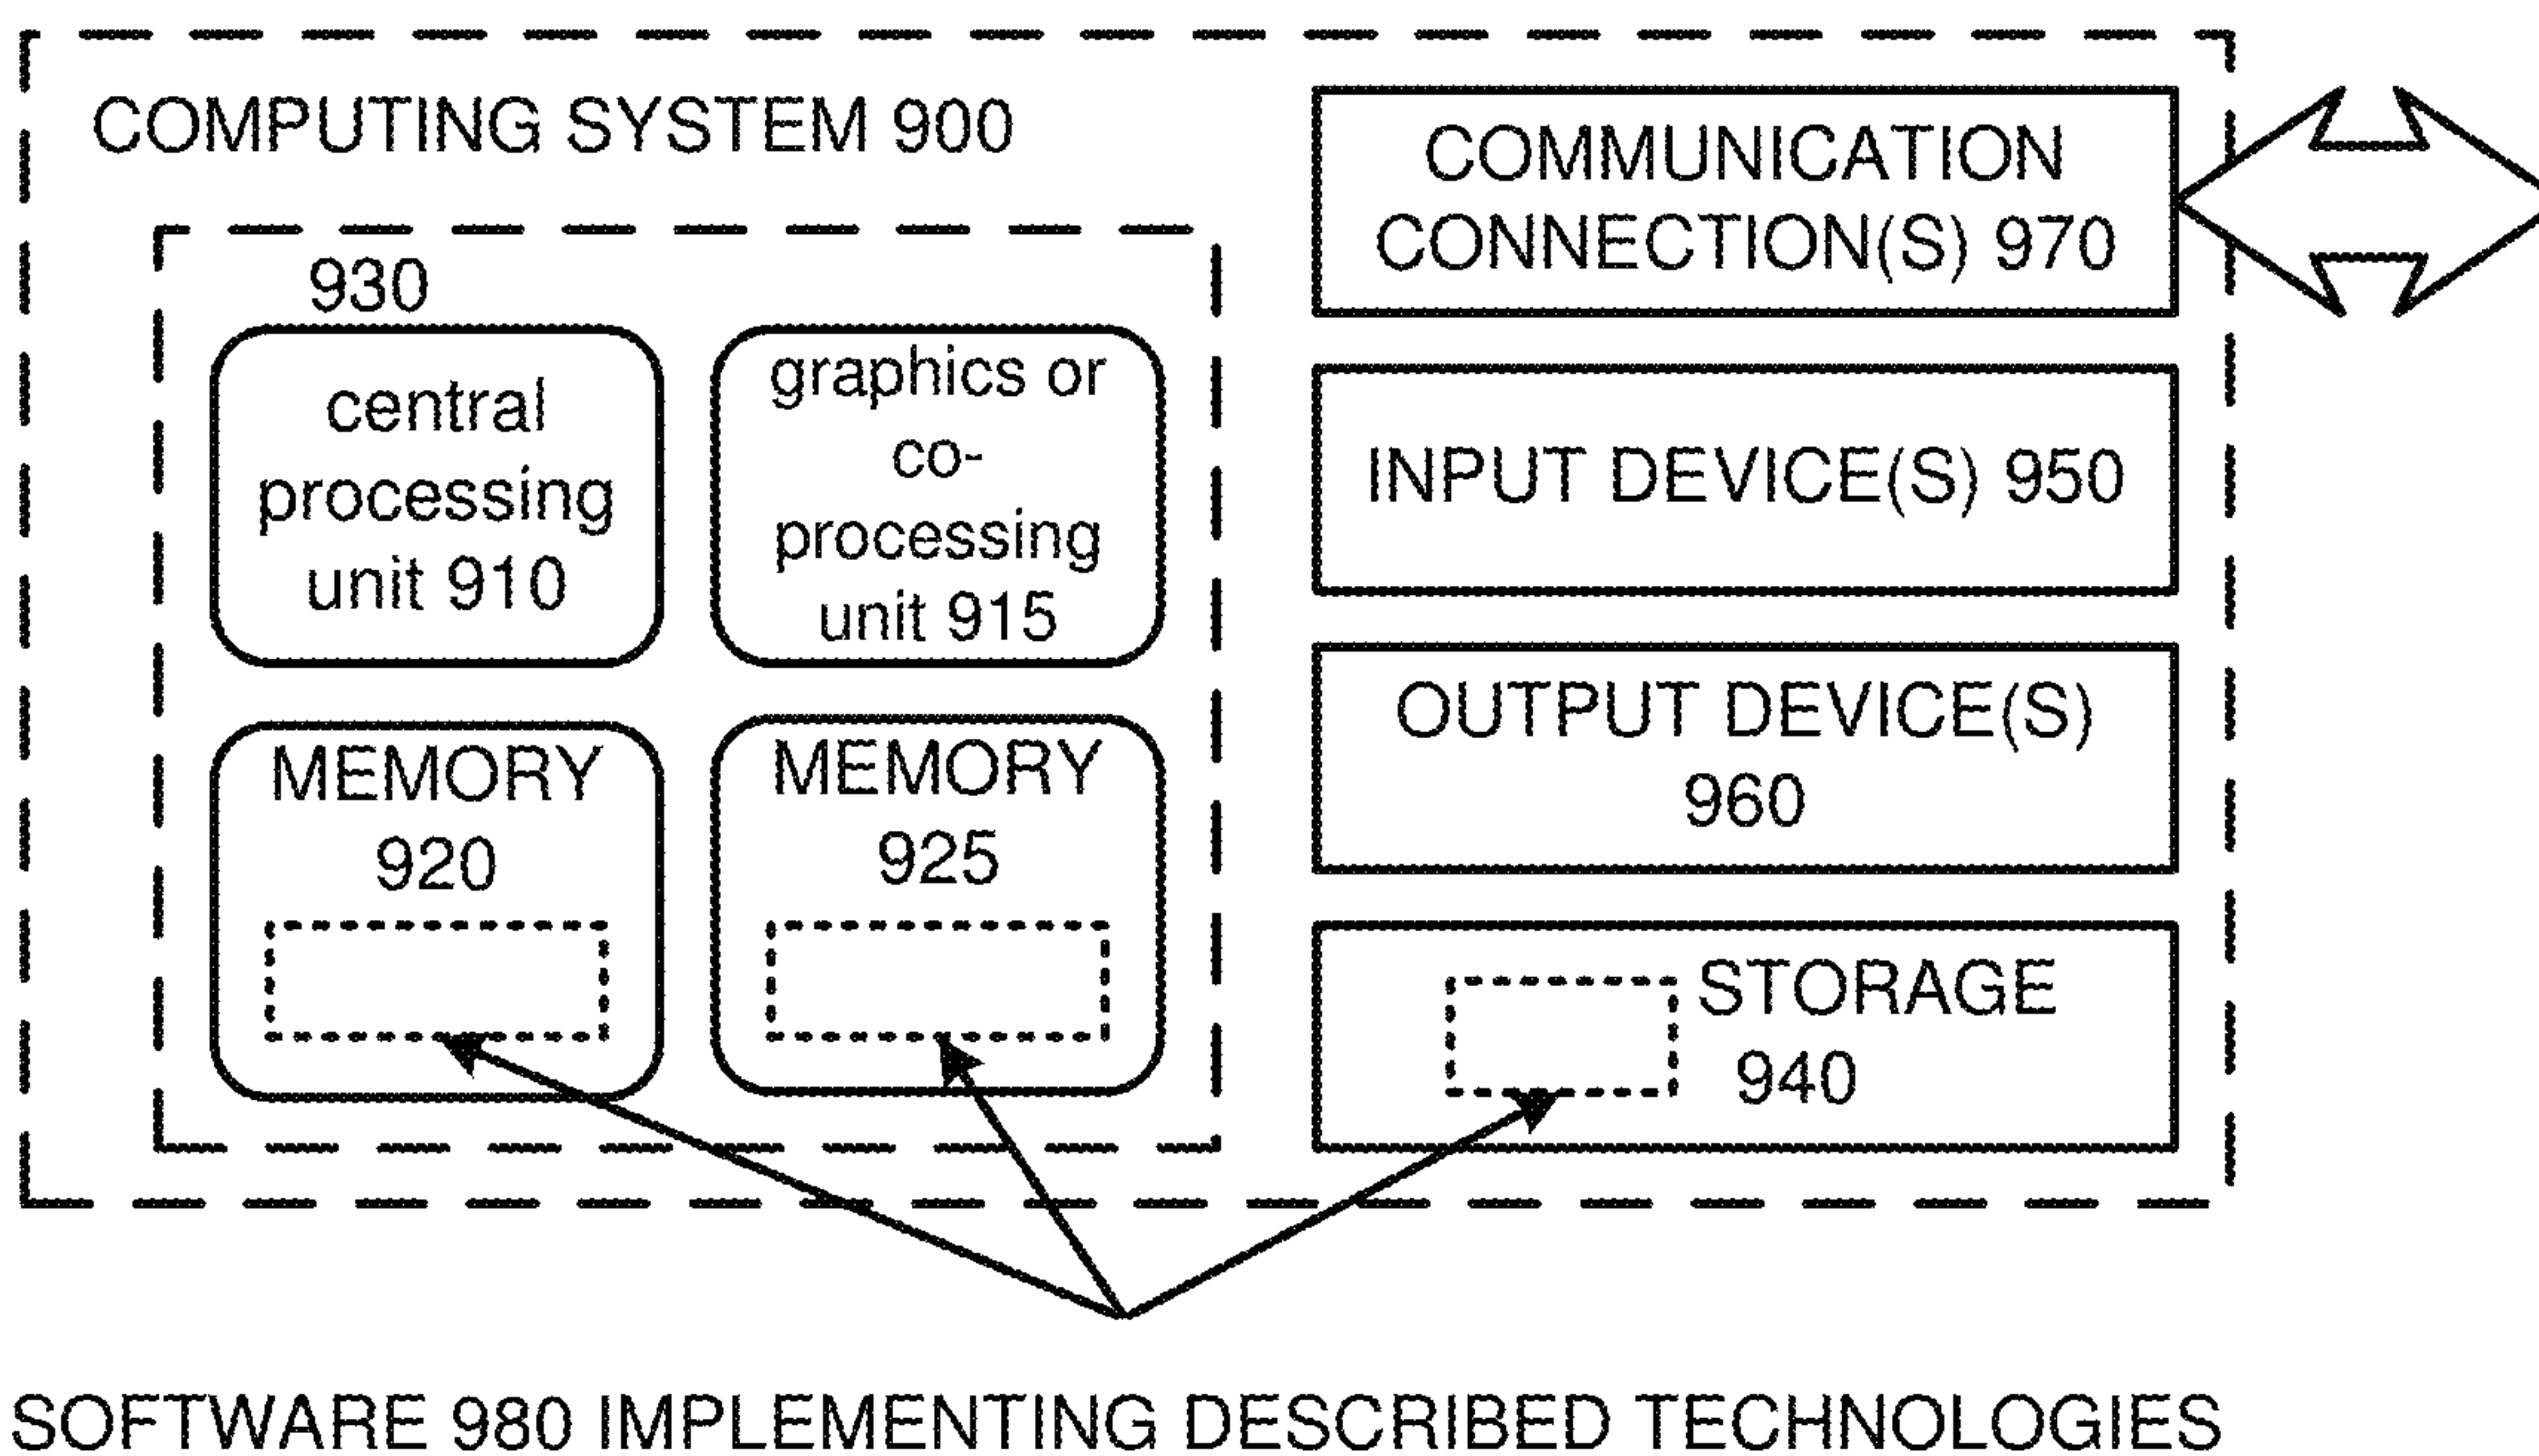 COMPUTING SYSTEM 900
930
central
processing
unit 910
graphics or
co-
processing
unit 915
MEMORY
920
MEMORY
925
COMMUNICATION
CONNECTION(S) 970
INPUT DEVICE(S) 950
OUTPUT DEVICE(S)
960
STORAGE
940
SOFTWARE 980 IMPLEMENTING DESCRIBED TECHNOLOGIES